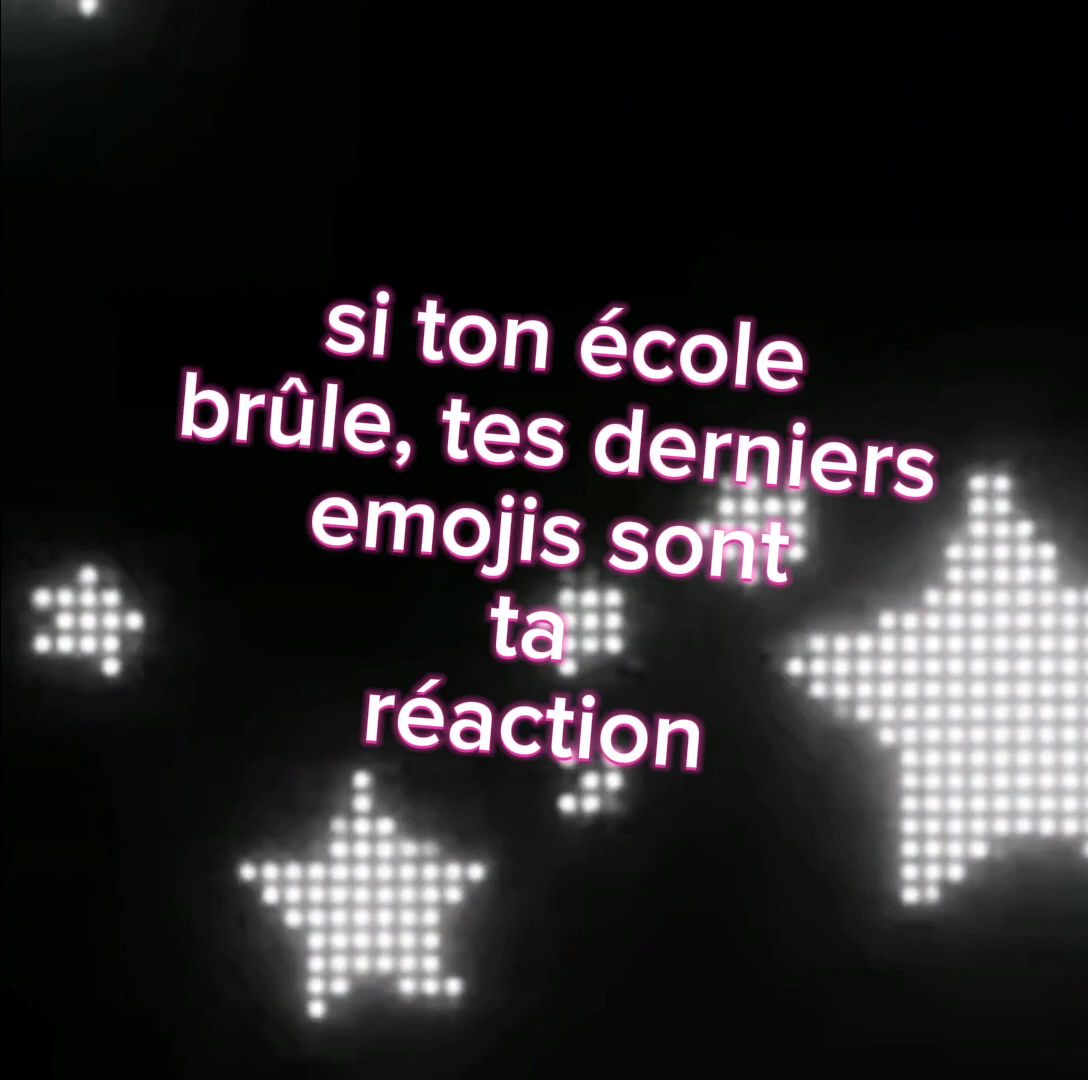 si ton école
brûle, tes derniers
emojis sont
ta
réaction